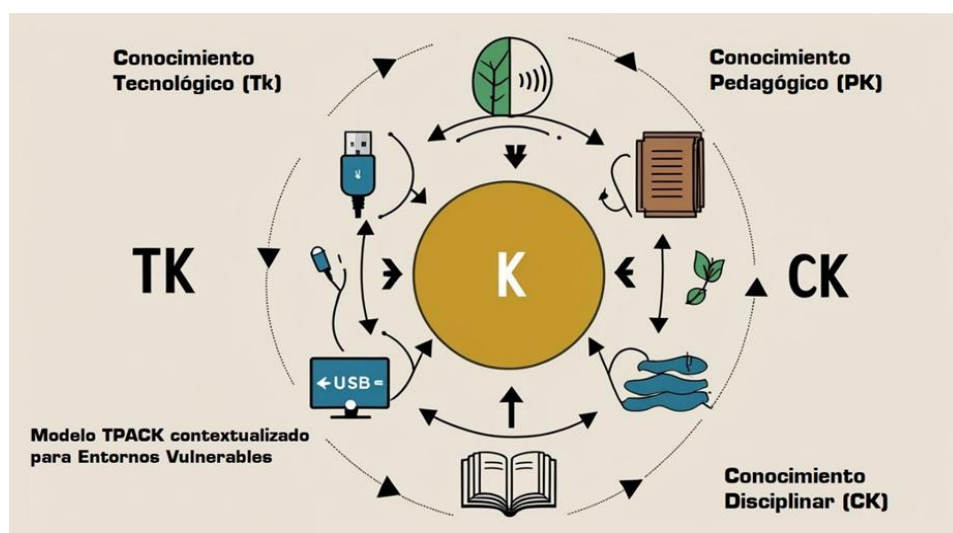 Conocimiento
Tecnológico (Tk)
Conocimiento
Pedagógico (PK)
TK
K
CK
USB
Modelo TPACK contextualizado
para Entornos Vulnerables
Conocimiento
Disciplinar (CK)